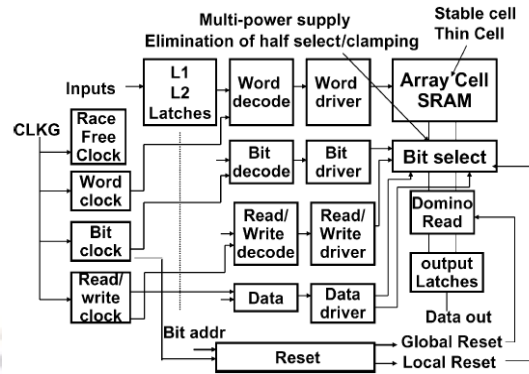 Multi-power supply
Elimination of half select/clamping
Stable cell
Thin Cell
Inputs
L1
L2
Latches
Word
decode
Word
driver
Array Cell
SRAM
CLKG
Race
Free
Clock
Word
clock
Bit
decode
Bit
driver
Bit select
Bit
clock
Read/
Write
decode
Read/
Write
driver
Domino
Read
Read/
write
clock
Data
Data
driver
output
Latches
Data out
Bit addr
Reset
Global Reset
Local Reset